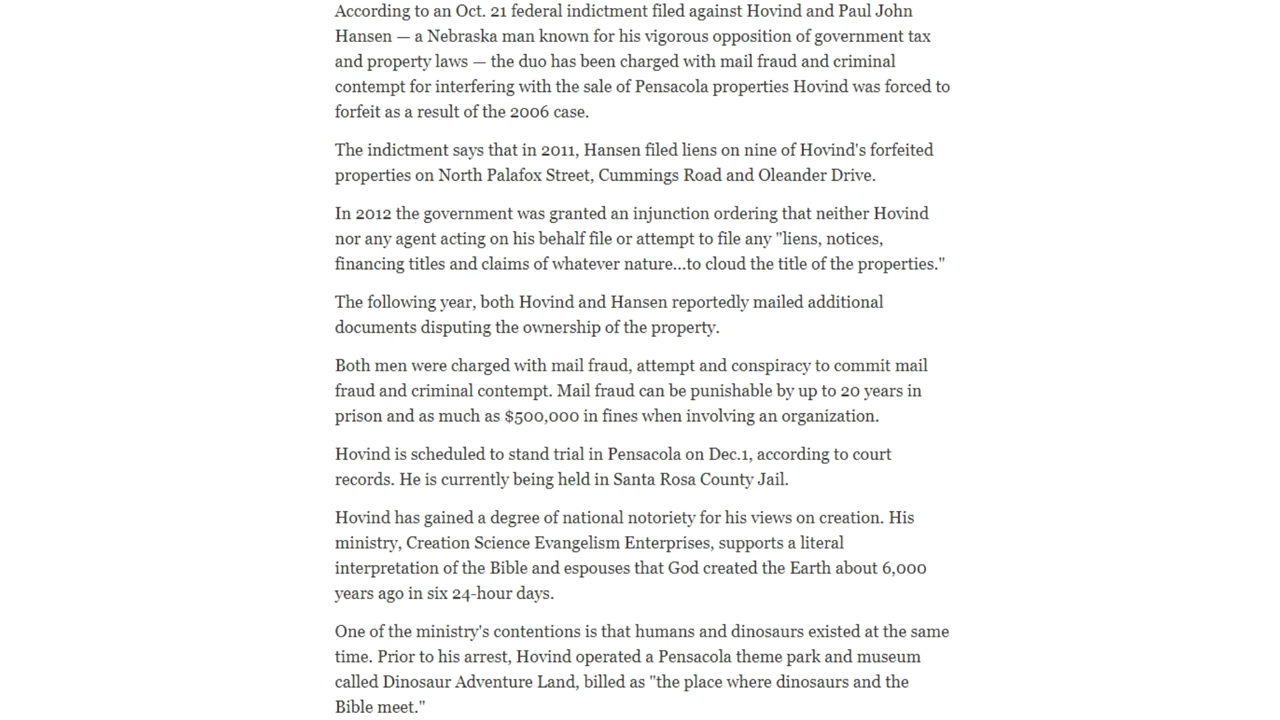 According to an Oct. 21 federal indictment filed against Hovind and Paul John
Hansen — a Nebraska man known for his vigorous opposition of government tax
and property laws — the duo has been charged with mail fraud and criminal
contempt for interfering with the sale of Pensacola properties Hovind was forced to
forfeit as a result of the 2006 case.
The indictment says that in 2011, Hansen filed liens on nine of Hovind's forfeited
properties on North Palafox Street, Cummings Road and Oleander Drive.
In 2012 the government was granted an injunction ordering that neither Hovind
nor any agent acting on his behalf file or attempt to file any "liens, notices,
financing titles and claims of whatever nature...to cloud the title of the properties."
The following year, both Hovind and Hansen reportedly mailed additional
documents disputing the ownership of the property.
Both men were charged with mail fraud, attempt and conspiracy to commit mail
fraud and criminal contempt. Mail fraud can be punishable by up to 20 years in
prison and as much as $500,000 in fines when involving an organization.
Hovind is scheduled to stand trial in Pensacola on Dec.1, according to court
records. He is currently being held in Santa Rosa County Jail.
Hovind has gained a degree of national notoriety for his views on creation. His
ministry, Creation Science Evangelism Enterprises, supports a literal
interpretation of the Bible and espouses that God created the Earth about 6,000
years ago in six 24-hour days.
One of the ministry's contentions is that humans and dinosaurs existed at the same
time. Prior to his arrest, Hovind operated a Pensacola theme park and museum
called Dinosaur Adventure Land, billed as "the place where dinosaurs and the
Bible meet."